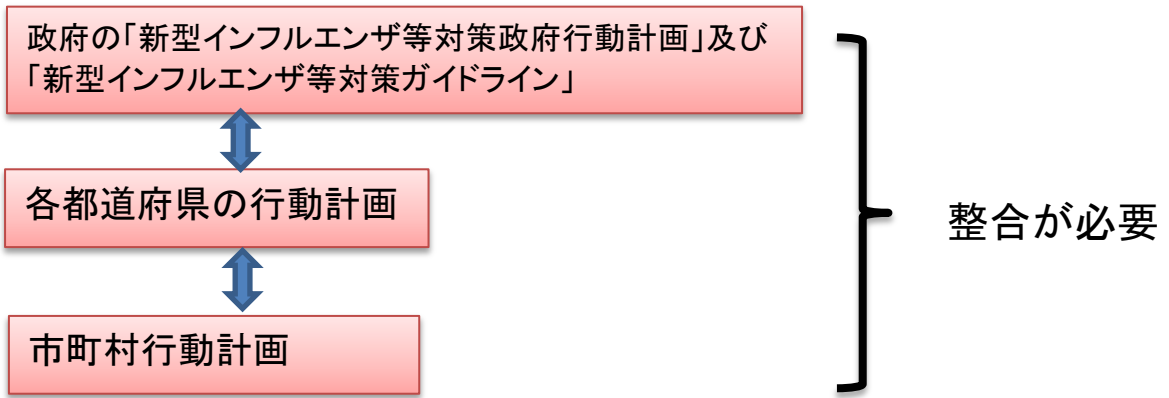 政府の「新型インフルエンザ等対策政府行動計画」及び
「新型インフルエンザ等対策ガイドライン」
各都道府県の行動計画
整合が必要
市町村行動計画